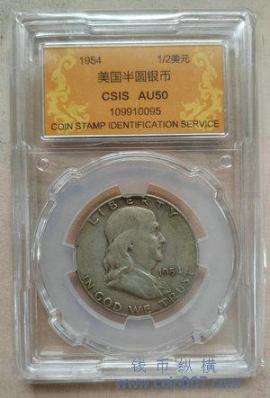 1954 1/2美元
美国半圆银币
CSIS AU50
109910095
COIN STAMP IDENTIFICATION SERVICE
LIBERTY
1954
IN GOD WE TRUST
钱币纵横